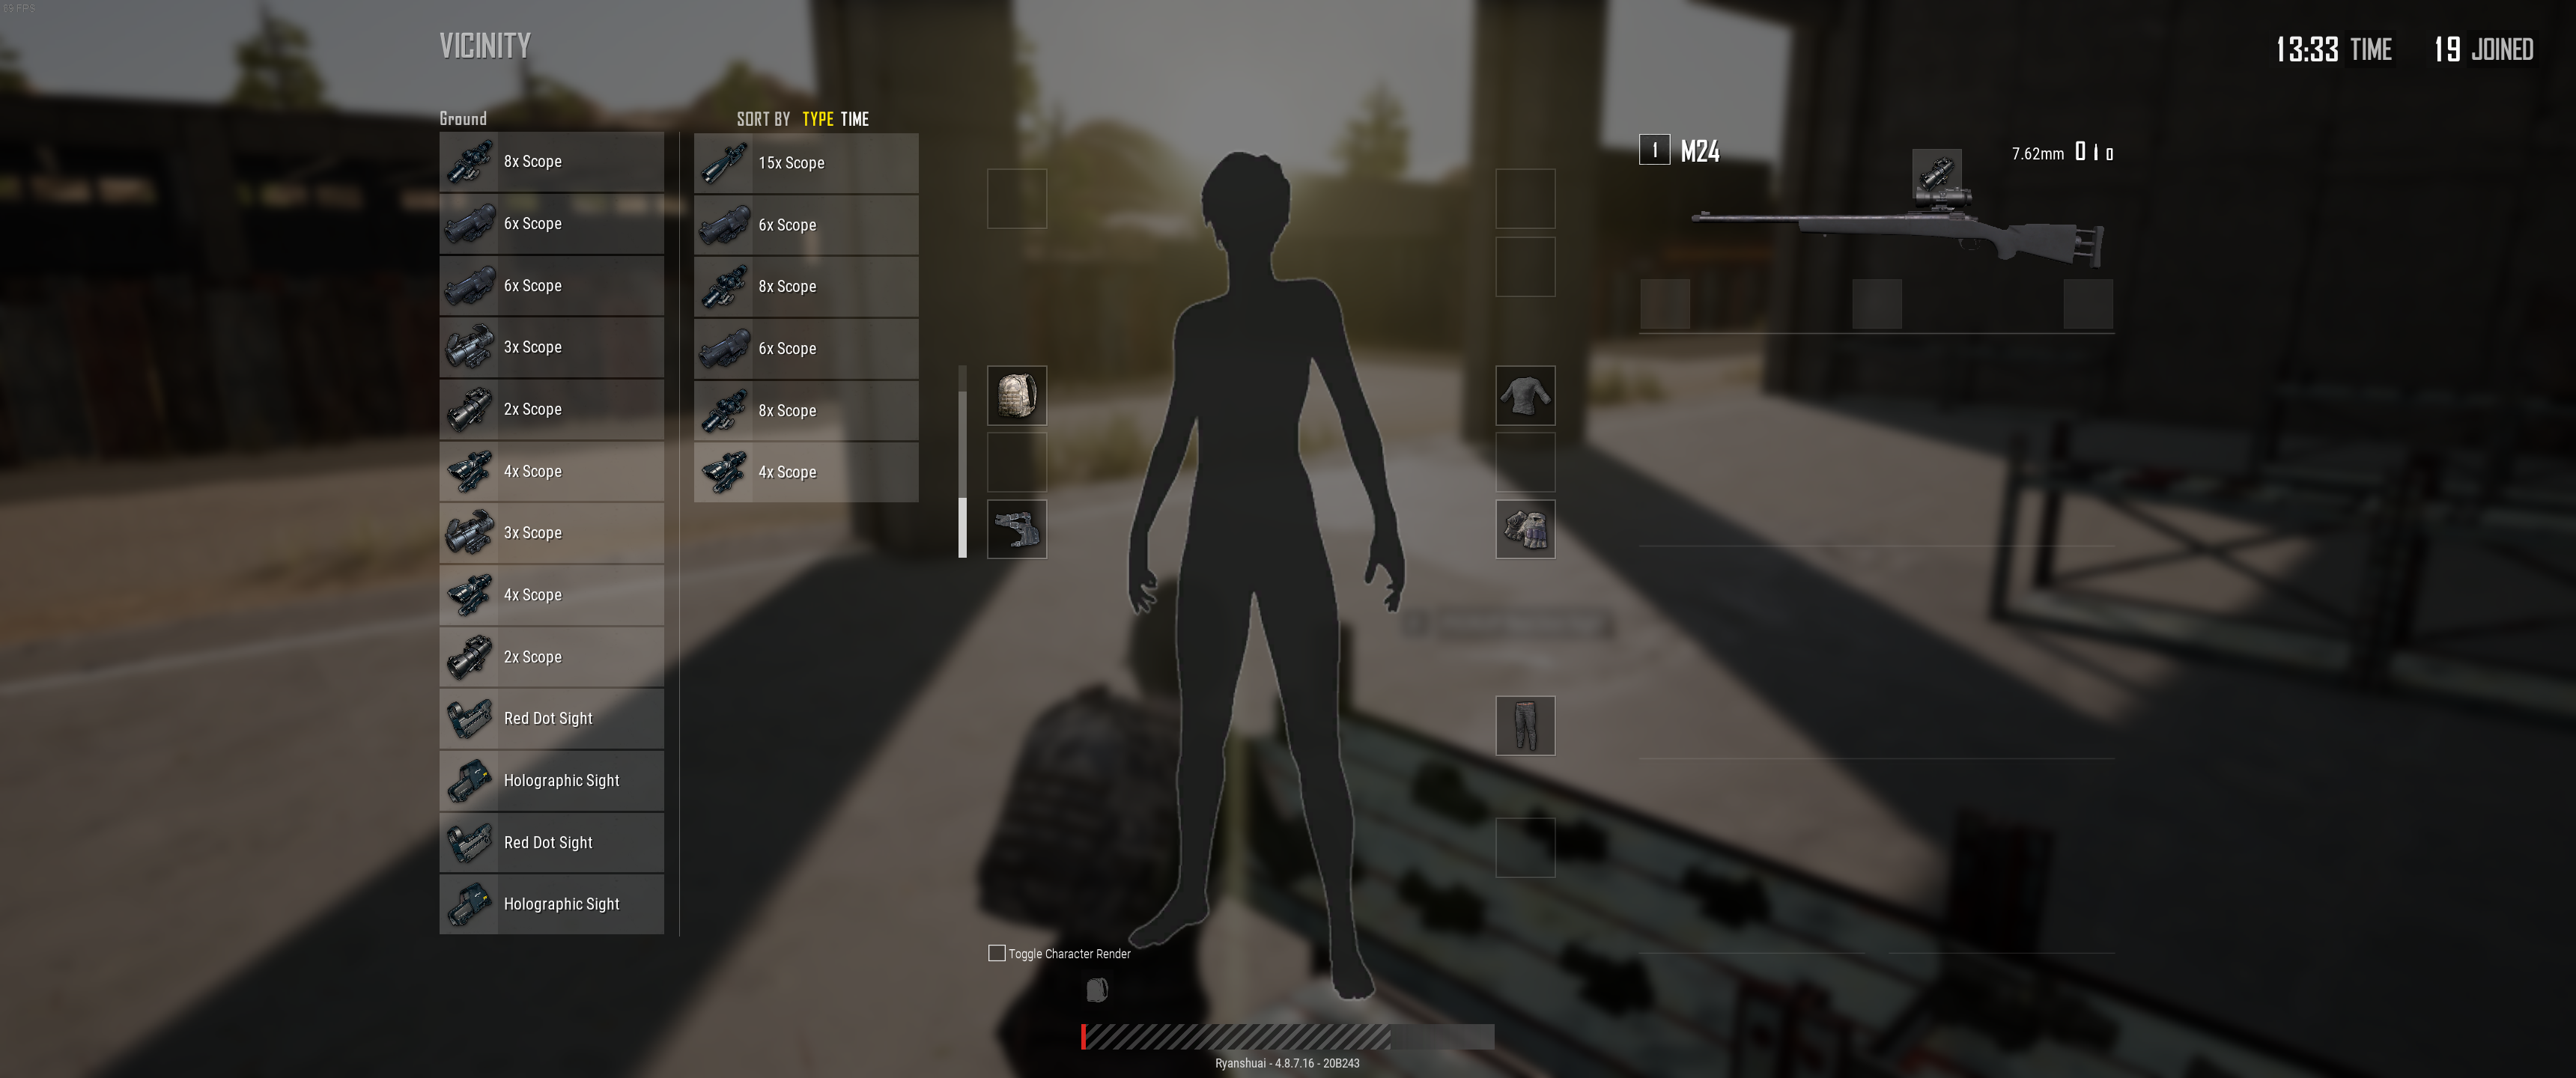 69 FPS
VICINITY
13:33 TIME 19 JOINED
Ground
SORT BY TYPE TIME
8x Scope
6x Scope
6x Scope
3x Scope
2x Scope
4x Scope
3x Scope
4x Scope
2x Scope
Red Dot Sight
Holographic Sight
Red Dot Sight
Holographic Sight
15x Scope
6x Scope
8x Scope
6x Scope
8x Scope
4x Scope
1 M24
7.62mm 0 0
Toggle Character Render
Ryanshuai - 4.8.7.16 - 20B243